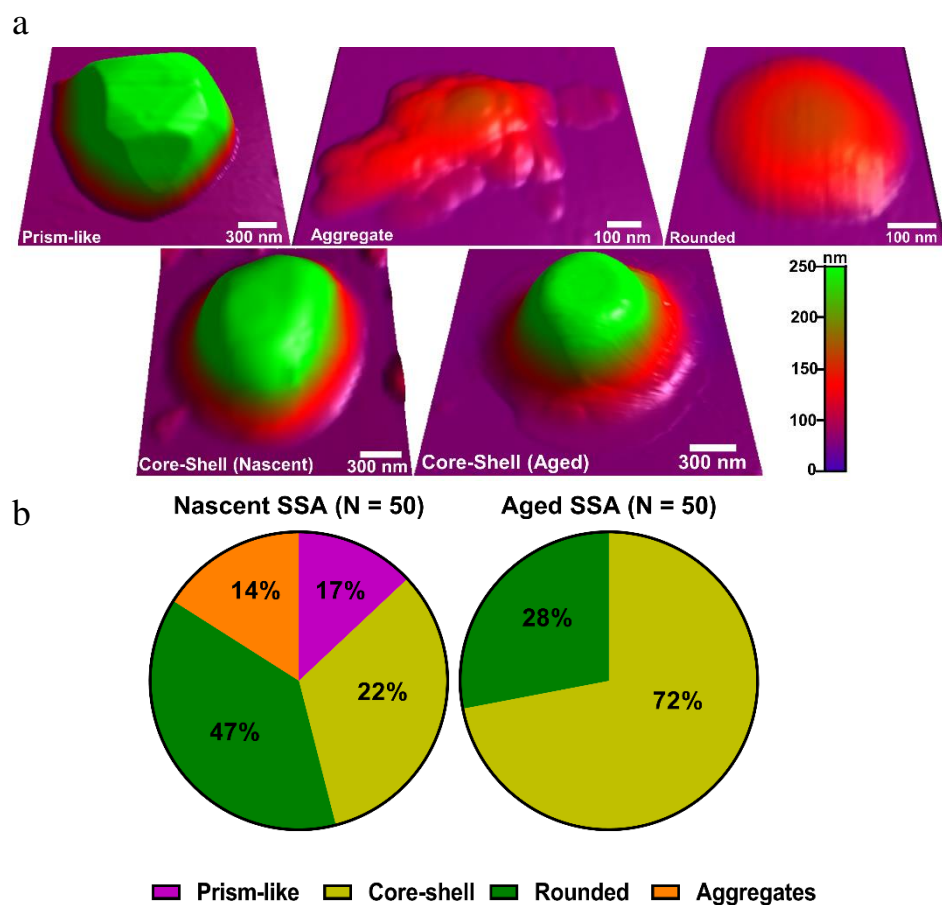 a
Prism-like
300 nm
Aggregate
100 nm
Rounded
100 nm
Core-Shell (Nascent)
300 nm
Core-Shell (Aged)
300 nm
nm
250
200
150
100
0
b
Nascent SSA (N = 50)
Aged SSA (N = 50)
14%
17%
22%
47%
28%
72%
Prism-like
Core-shell
Rounded
Aggregates